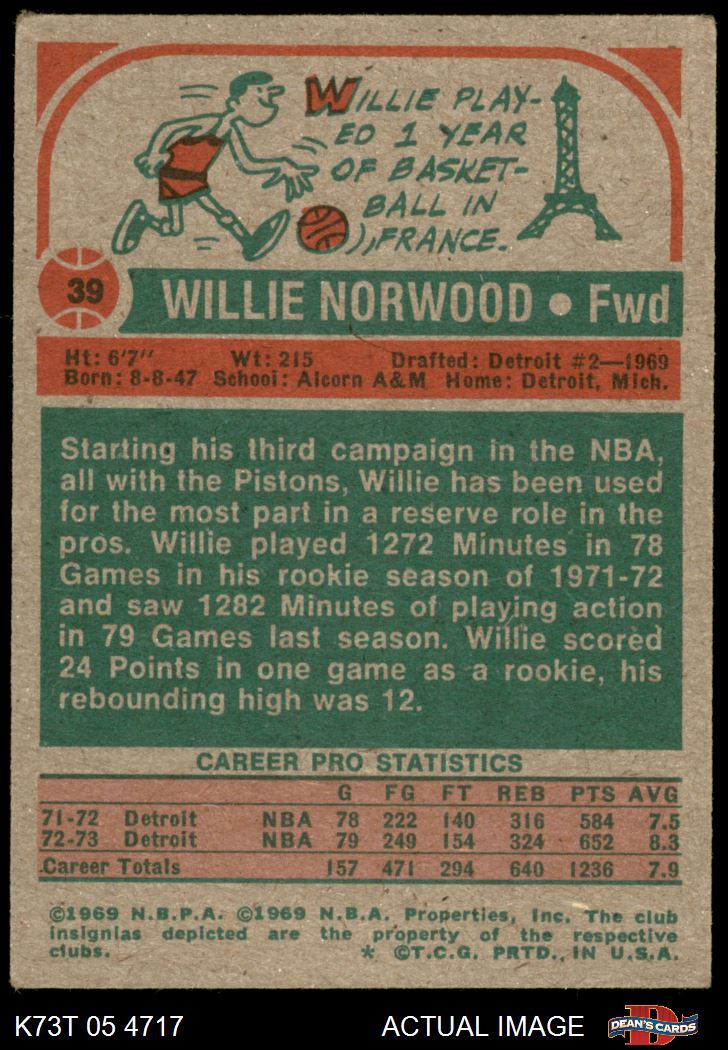 WILLIE PLAY-
ED 1 YEAR
OF BASKET-
BALL IN
FRANCE.
39
WILLIE NORWOOD • Fwd
Ht: 6'7" Wt: 215 Drafted: Detroit #2—1969
Born: 8-8-47 School: Alcorn A&M Home: Detroit, Mich.
Starting his third campaign in the NBA,
all with the Pistons, Willie has been used
for the most part in a reserve role in the
pros. Willie played 1272 Minutes in 78
Games in his rookie season of 1971-72
and saw 1282 Minutes of playing action
in 79 Games last season. Willie scored
24 Points in one game as a rookie, his
rebounding high was 12.
CAREER PRO STATISTICS
G FG FT REB PTS AVG
71-72 Detroit NBA 78 222 140 316 584 7.5
72-73 Detroit NBA 79 249 154 324 652 8.3
Career Totals 157 471 294 640 1236 7.9
©1969 N.B.P.A. ©1969 N.B.A. Properties, Inc. The club
insignias depicted are the property of the respective
clubs. * ©T.C.G. PRTD., IN U.S.A.
K73T 05 4717 ACTUAL IMAGE D DEAN'S CARDS